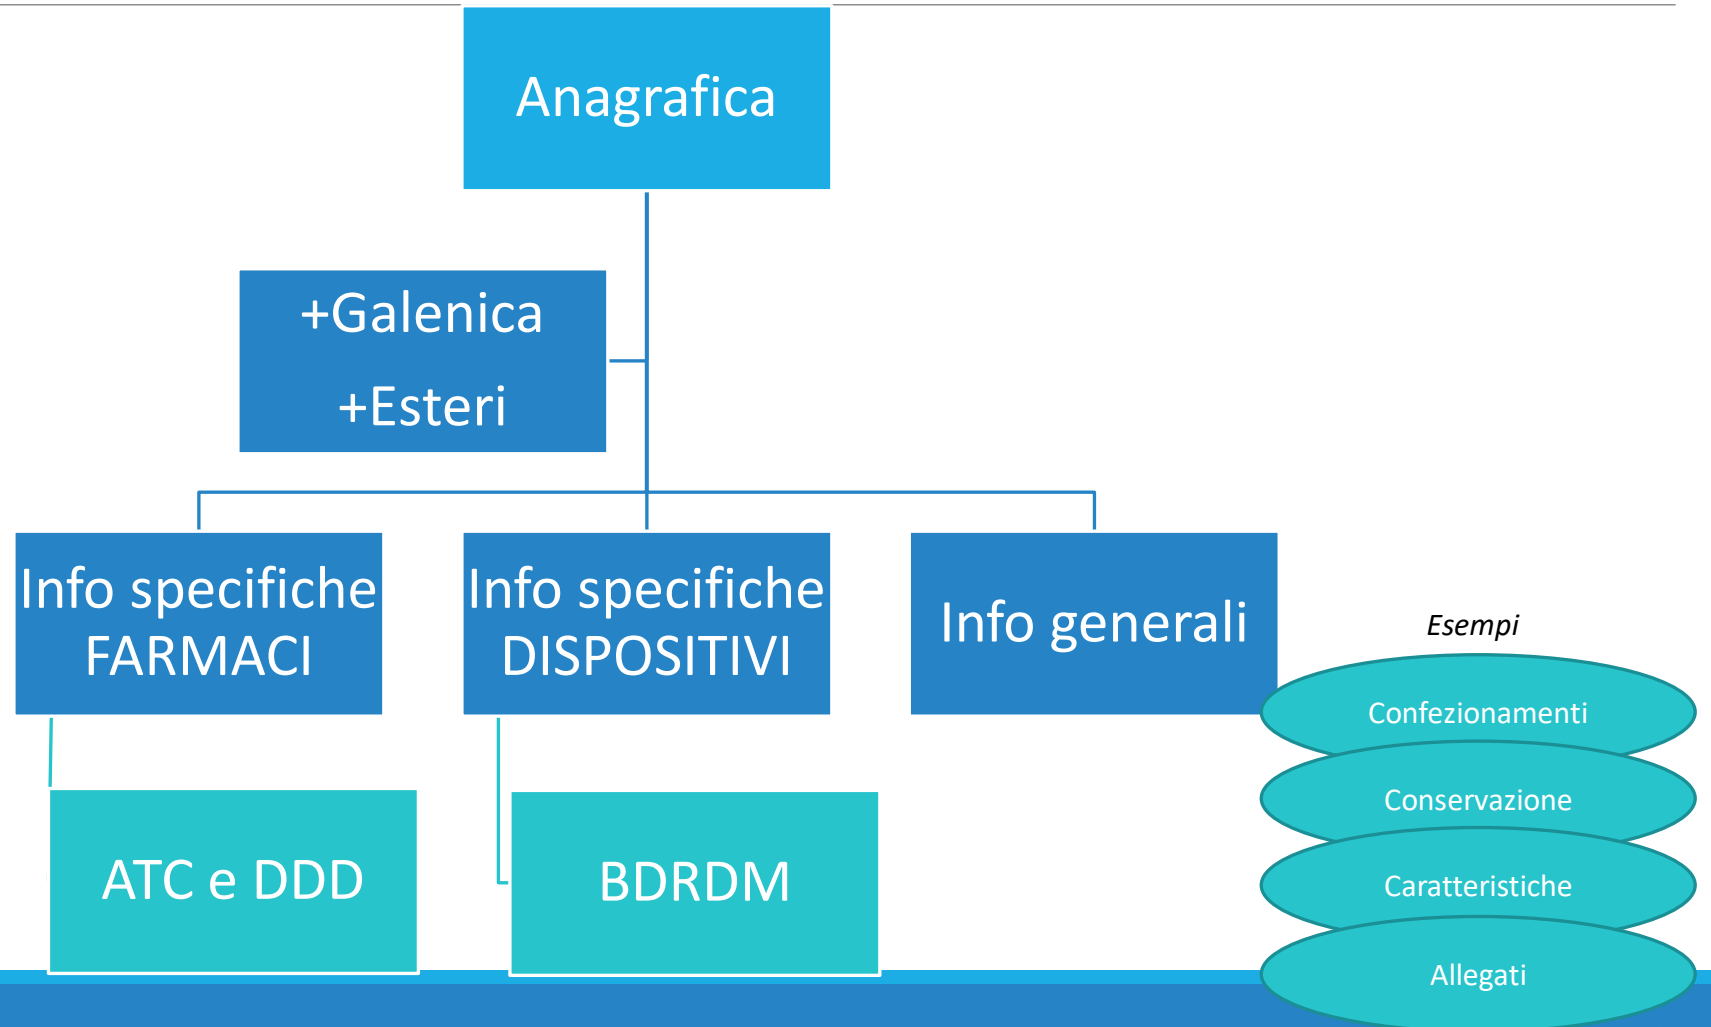 Anagrafica
+Galenica
+Esteri
Info specifiche
FARMACI
Info specifiche
DISPOSITIVI
Info generali
Esempi
Confezionamenti
Conservazione
Caratteristiche
Allegati
ATC e DDD
BDRDM